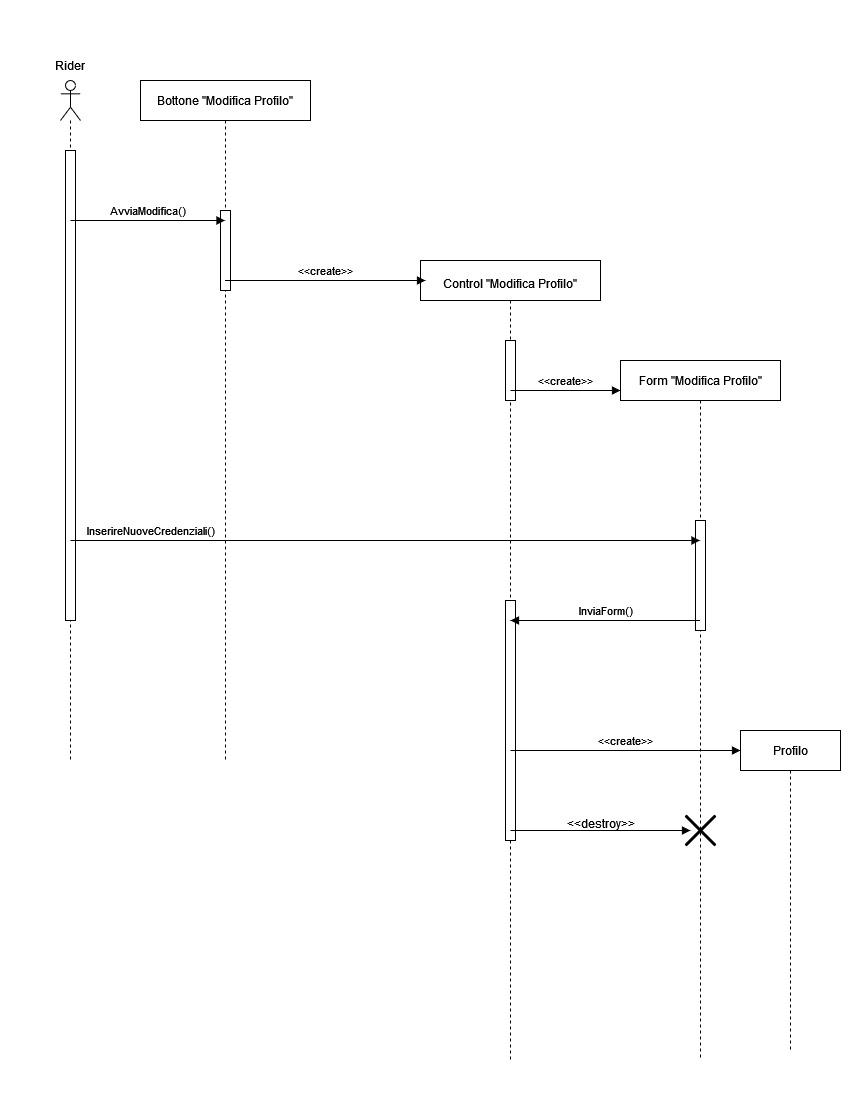 Rider
Bottone "Modifica Profilo"
AvviaModifica()
<<create>>
Control "Modifica Profilo"
<<create>>
Form "Modifica Profilo"
InserireNuoveCredenziali()
InviaForm()
<<create>>
Profilo
<<destroy>>